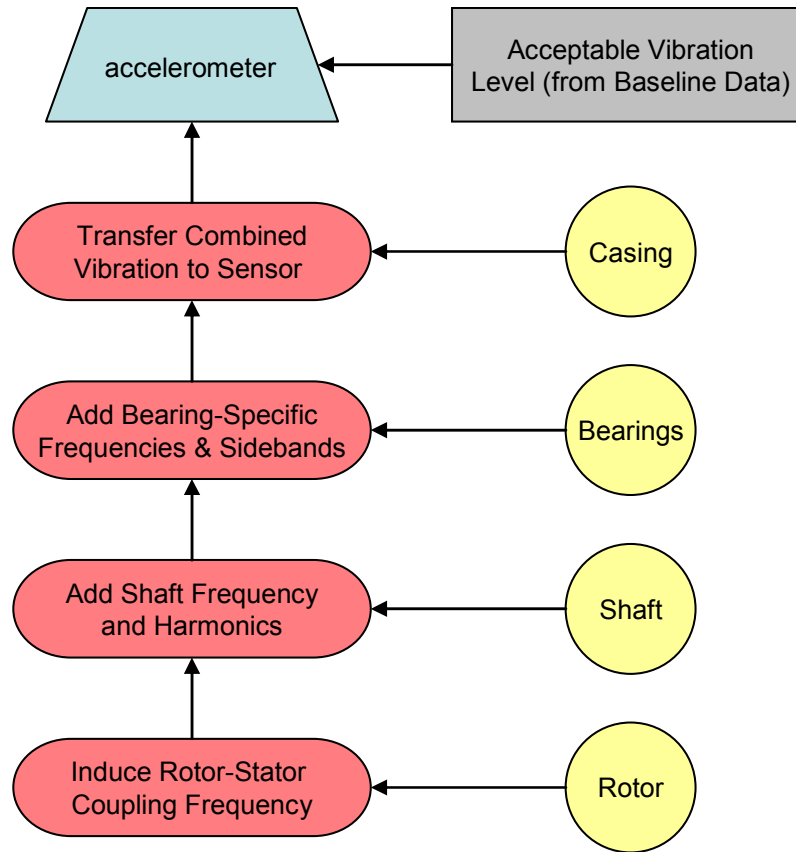 accelerometer
Acceptable Vibration
Level (from Baseline Data)
Transfer Combined
Vibration to Sensor
Casing
Add Bearing-Specific
Frequencies & Sidebands
Bearings
Add Shaft Frequency
and Harmonics
Shaft
Induce Rotor-Stator
Coupling Frequency
Rotor